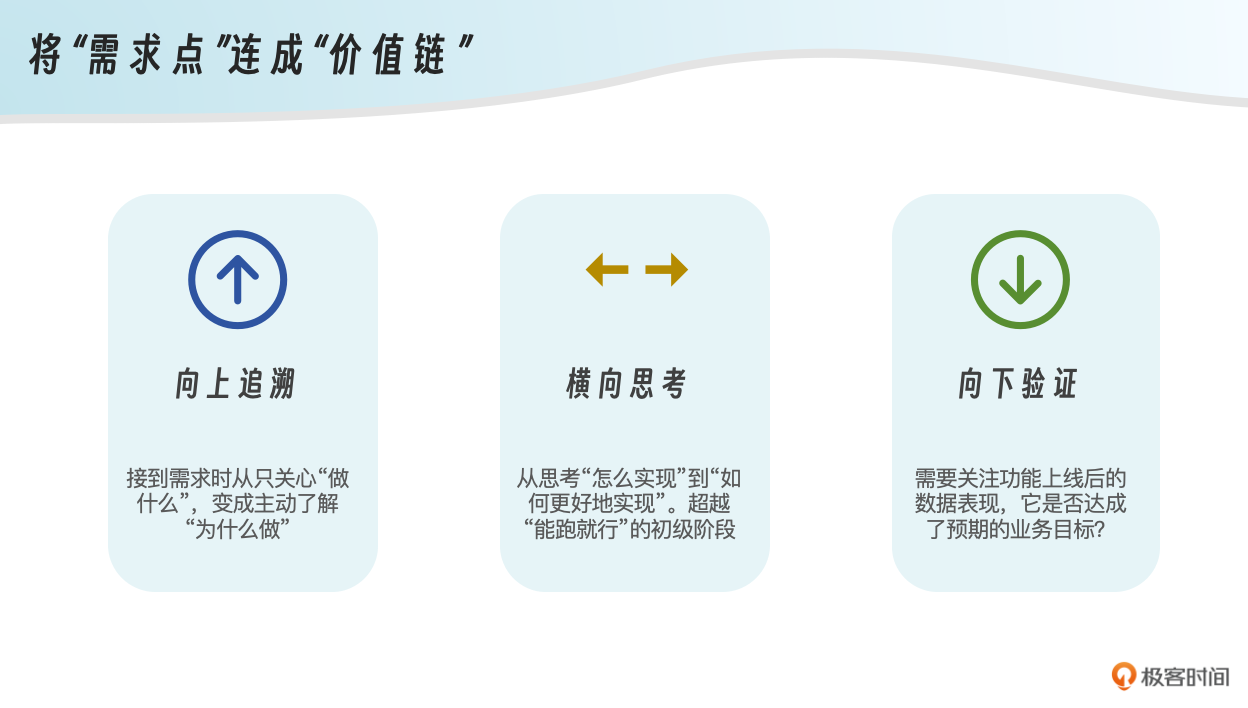 将“需求点”连成“价值链”
向上追溯
接到需求时从只关心“做
什么”，变成主动了解
“为什么做”
横向思考
从思考“怎么实现”到“如
何更好地实现”。超越
“能跑就行”的初级阶段
向下验证
需要关注功能上线后的
数据表现，它是否达成
了预期的业务目标？
极客时间